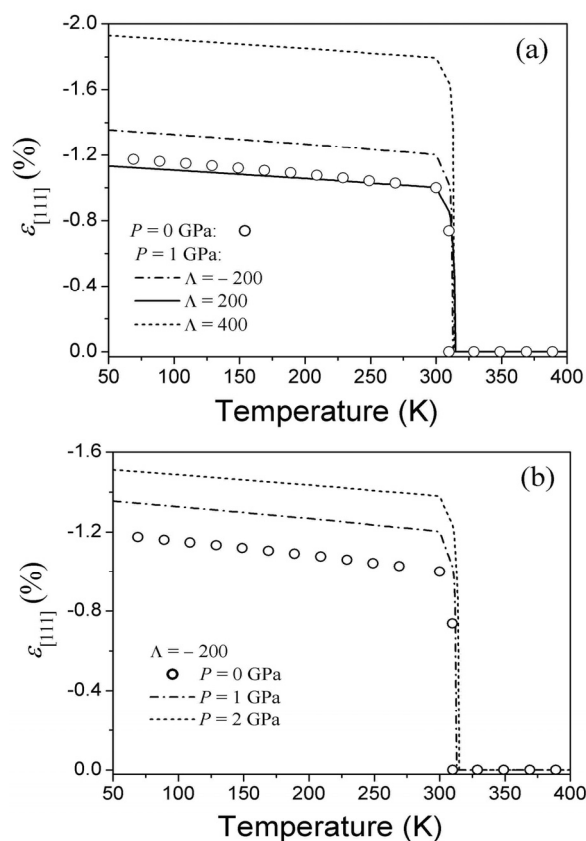 (a)
-2.0
-1.6
-1.2
-0.8
-0.4
0.0
ε[111] (%)
P = 0 GPa:
P = 1 GPa:
Λ = – 200
Λ = 200
Λ = 400
50 100 150 200 250 300 350 400
Temperature (K)
(b)
-1.6
-1.2
-0.8
-0.4
0.0
ε[111] (%)
Λ = – 200
P = 0 GPa
P = 1 GPa
P = 2 GPa
50 100 150 200 250 300 350 400
Temperature (K)